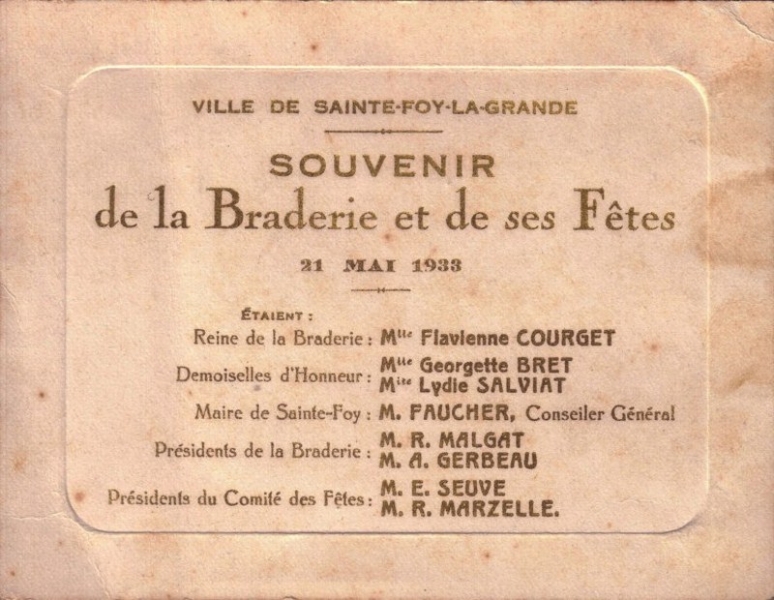 VILLE DE SAINTE-FOY-LA-GRANDE
SOUVENIR
de la Braderie et de ses Fêtes
21 MAI 1933
ÉTAIENT :
Reine de la Braderie : Mlle Flavienne COURGET
Demoiselles d'Honneur : Mlle Georgette BRET
Mlle Lydie SALVIAT
Maire de Sainte-Foy : M. FAUCHER, Conseiler Général
Présidents de la Braderie : M. R. MALGAT
M. A. GERBEAU
Présidents du Comité des Fêtes : M. E. SEUVE
M. R. MARZELLE.